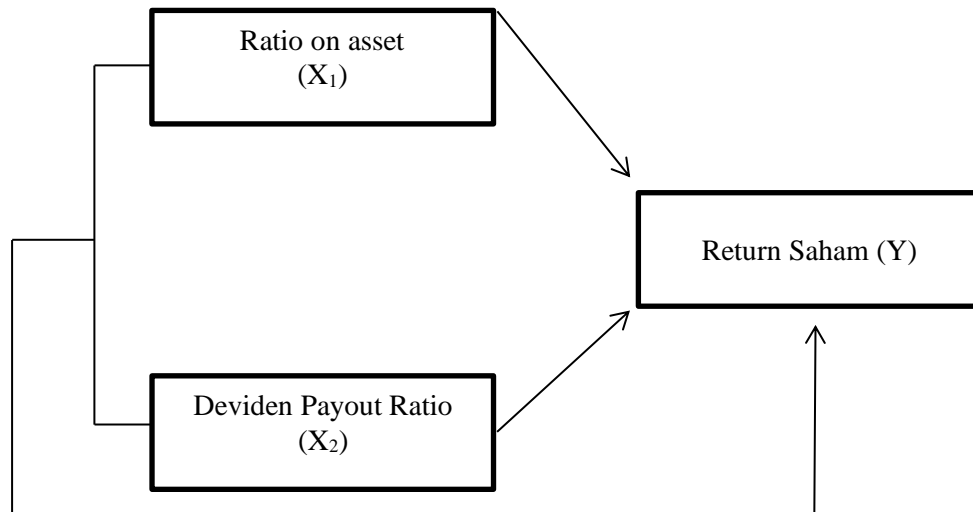 Ratio on asset
(X₁)
Return Saham (Y)
Deviden Payout Ratio
(X₂)